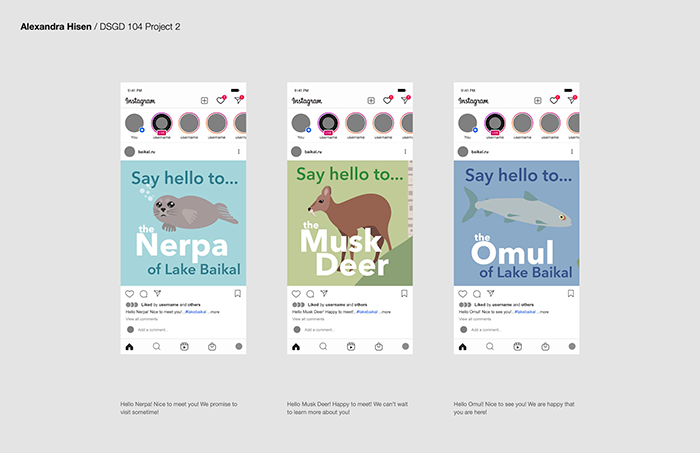 Alexandra Hisen / DSGD 104 Project 2
9:41 PM
Instagram
You
LIVE
username
username
username
baikal.ru
Say hello to...
the
Nerpa
of Lake Baikal
Liked by username and others
Hello Nerpa! Nice to meet you! ..#lakebaikal ...more
View all comments
Add a comment...
Hello Nerpa! Nice to meet you! We promise to
visit sometime!
9:41 PM
Instagram
You
LIVE
username
username
username
baikal.ru
Say hello to...
the
Musk
Deer
Liked by username and others
Hello Musk Deer! Happy to meet! ..#lakebaikal ...more
View all comments
Add a comment...
Hello Musk Deer! Happy to meet! We can't wait
to learn more about you!
9:41 PM
Instagram
You
LIVE
username
username
username
baikal.ru
Say hello to...
the
Omul
of Lake Baikal
Liked by username and others
Hello Omul! Nice to see you! ..#lakebaikal ...more
View all comments
Add a comment...
Hello Omul! Nice to see you! We are happy that
you are here!